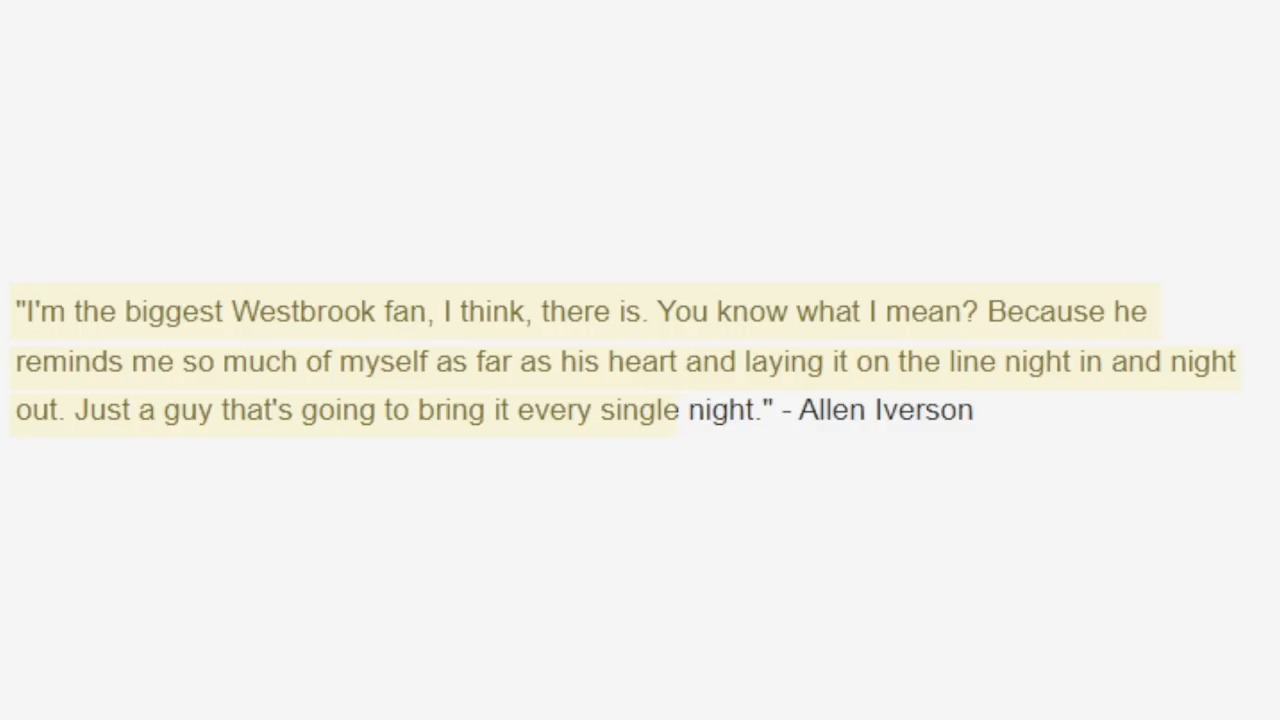 "I'm the biggest Westbrook fan, I think, there is. You know what I mean? Because he
reminds me so much of myself as far as his heart and laying it on the line night in and night
out. Just a guy that's going to bring it every single night." - Allen Iverson